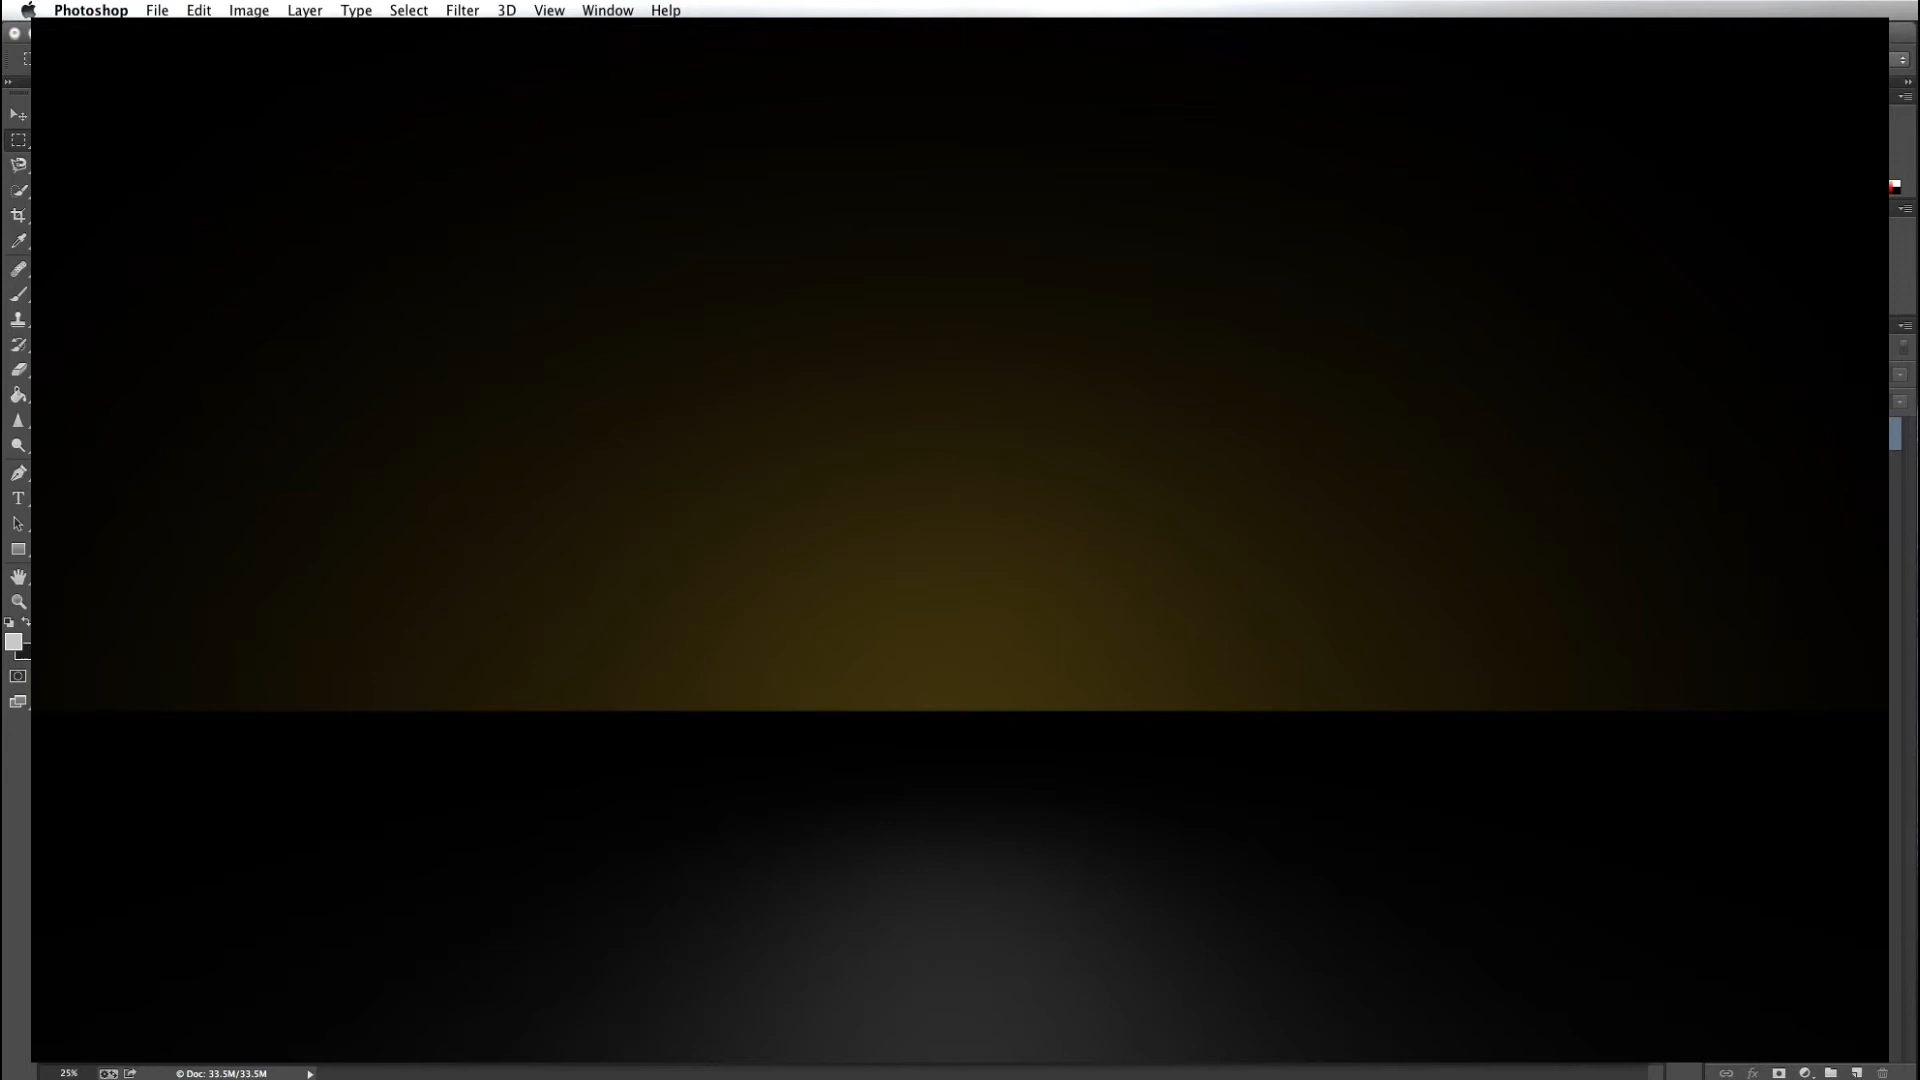 Photoshop File Edit Image Layer Type Select Filter 3D View Window Help
25% © Doc: 33.5M/33.5M